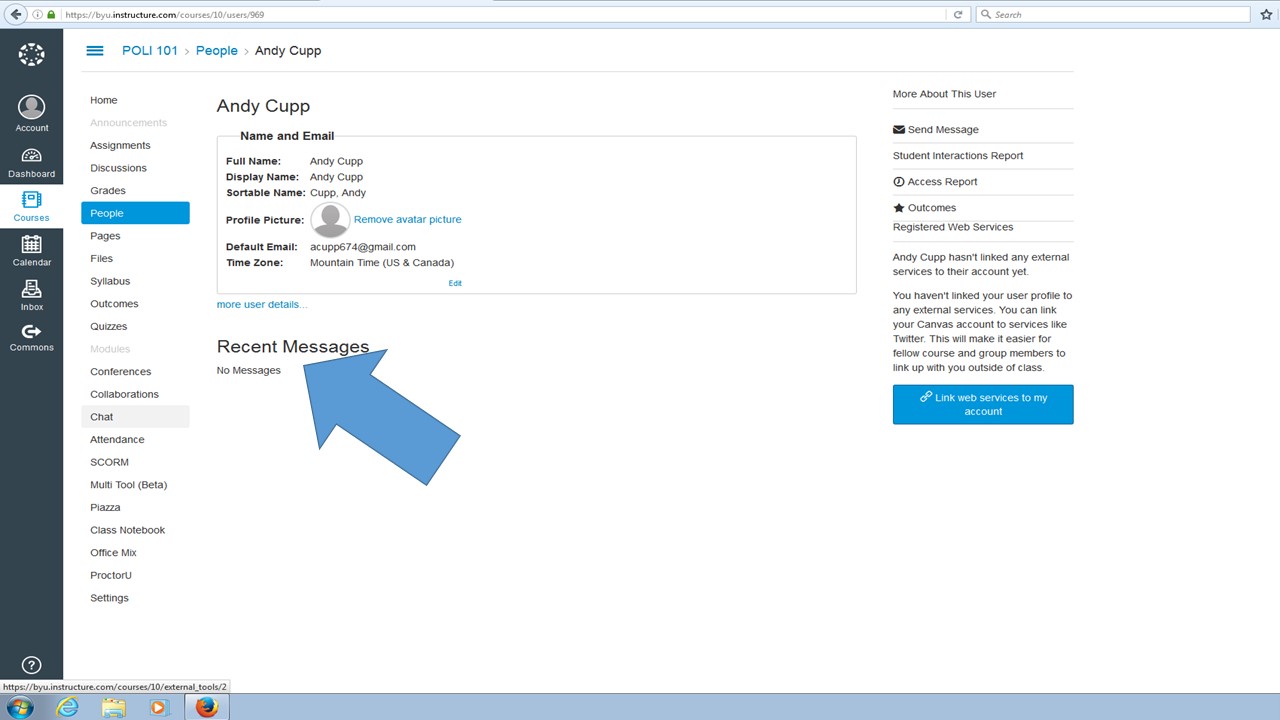 https://byu.instructure.com/courses/10/users/969
Search
POLI 101 > People > Andy Cupp
Account
Dashboard
Courses
Calendar
Inbox
Commons
Home
Announcements
Assignments
Discussions
Grades
People
Pages
Files
Syllabus
Outcomes
Quizzes
Modules
Conferences
Collaborations
Chat
Attendance
SCORM
Multi Tool (Beta)
Piazza
Class Notebook
Office Mix
ProctorU
Settings
Andy Cupp
Name and Email
Full Name: Andy Cupp
Display Name: Andy Cupp
Sortable Name: Cupp, Andy
Profile Picture: Remove avatar picture
Default Email: acupp674@gmail.com
Time Zone: Mountain Time (US & Canada)
Edit
more user details...
Recent Messages
No Messages
More About This User
Send Message
Student Interactions Report
Access Report
Outcomes
Registered Web Services
Andy Cupp hasn't linked any external
services to their account yet.
You haven't linked your user profile to
any external services. You can link
your Canvas account to services like
Twitter. This will make it easier for
fellow course and group members to
link up with you outside of class.
Link web services to my
account
https://byu.instructure.com/courses/10/external_tools/2